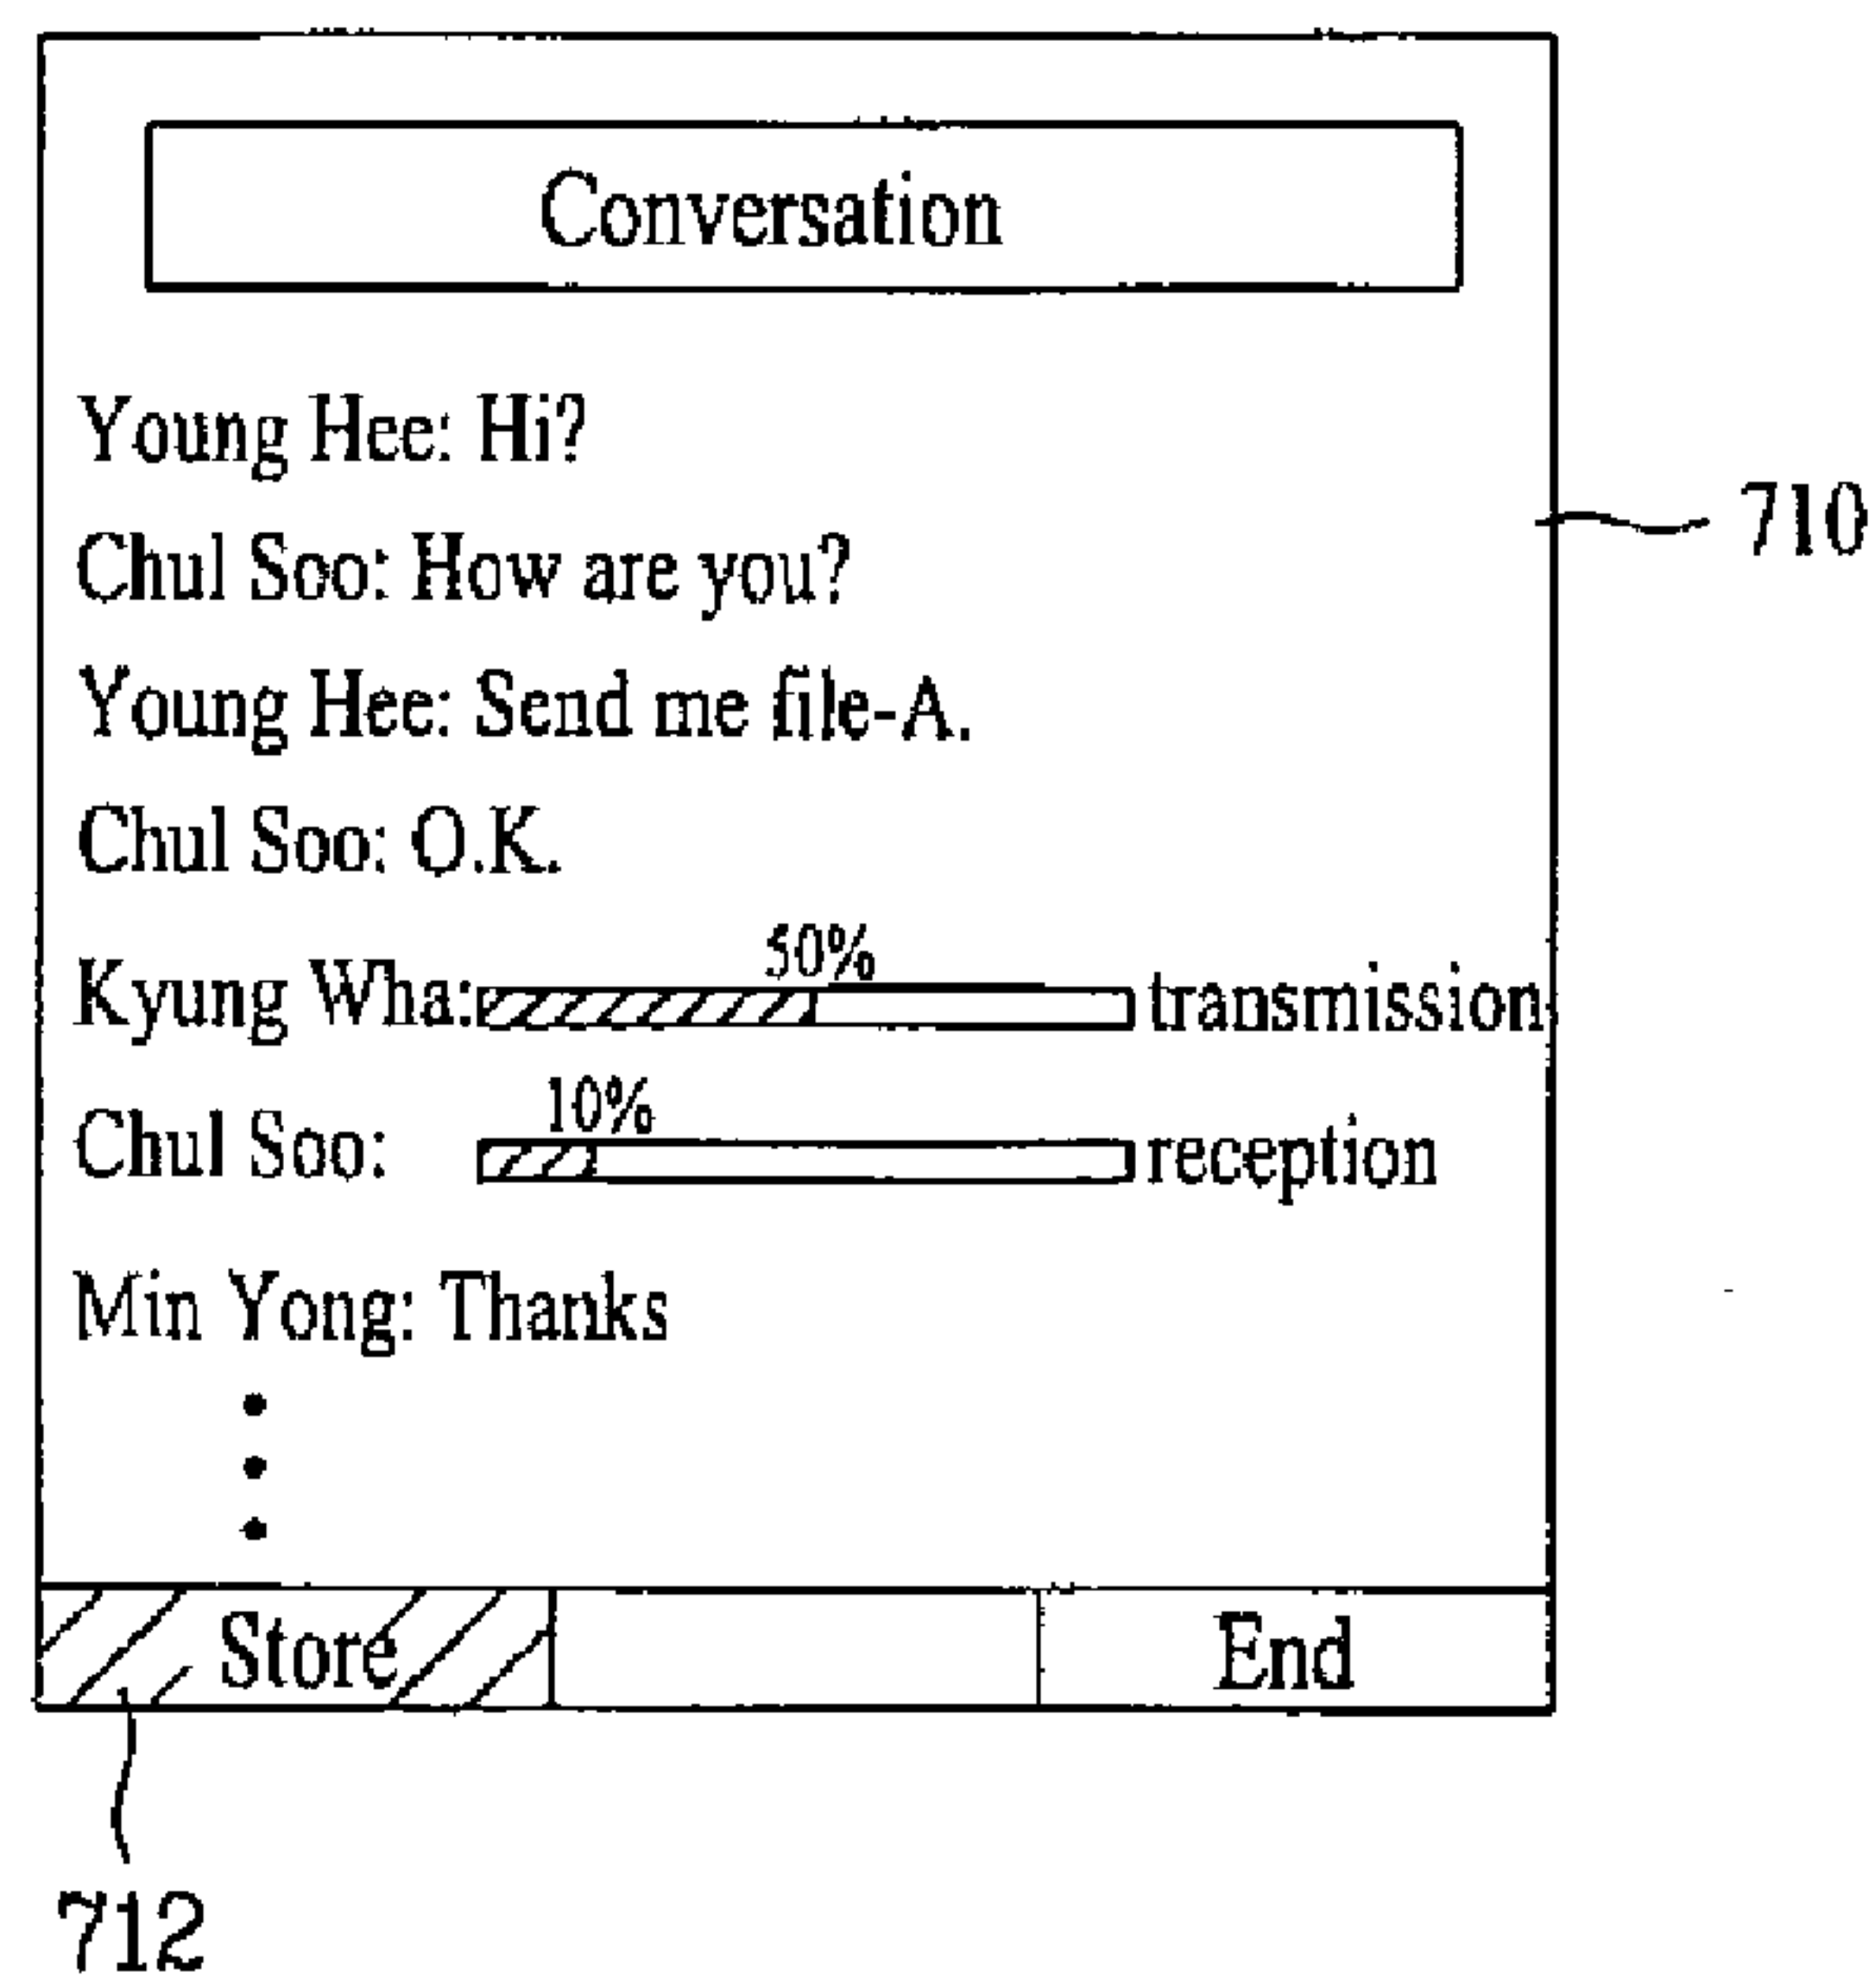 Conversation
Young Hee: Hi?
710
Chul Soo: How are you?
Young Hee: Send me file-A.
Chul Soo: O.K.
50%
Kyung Wha: transmission
10%
Chul Soo: reception
Min Yong: Thanks
Store End
712